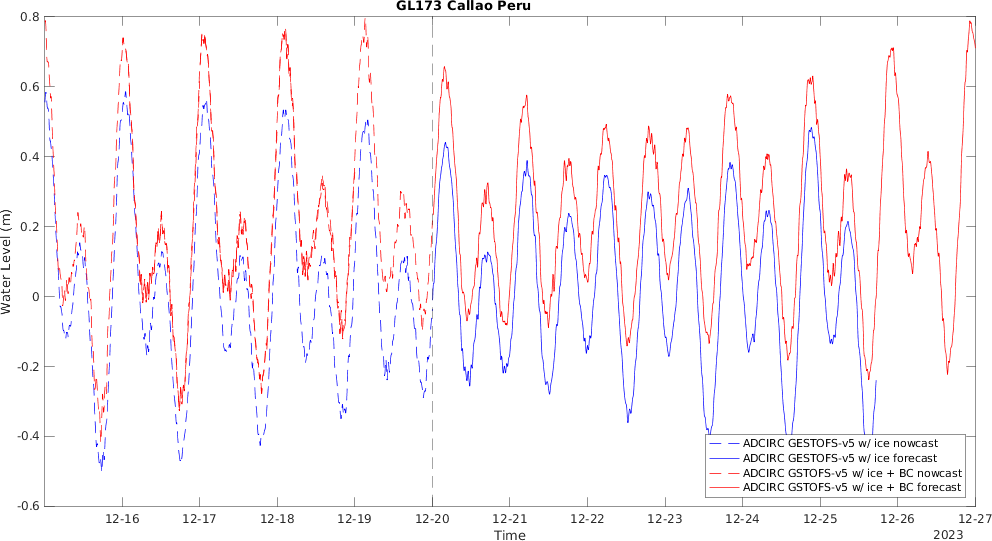 GL173 Callao Peru
Water Level (m)
0.8
0.6
0.4
0.2
0
-0.2
-0.4
-0.6
ADCIRC GESTOFS-v5 w/ ice nowcast
ADCIRC GESTOFS-v5 w/ ice forecast
ADCIRC GSTOFS-v5 w/ ice + BC nowcast
ADCIRC GSTOFS-v5 w/ ice + BC forecast
12-16 12-17 12-18 12-19 12-20 12-21 12-22 12-23 12-24 12-25 12-26 12-27
Time
2023